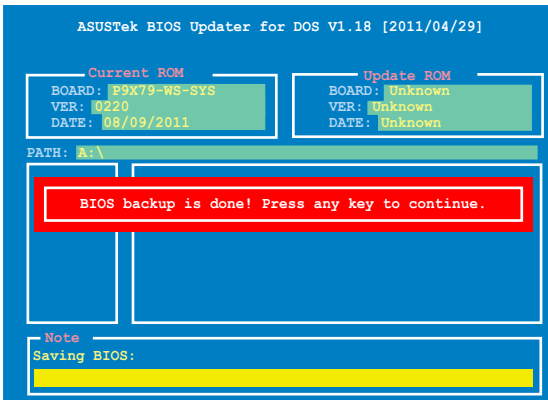 ASUSTek BIOS Updater for DOS V1.18 [2011/04/29]
Current ROM
BOARD: P9X79-WS-SYS
VER: 0220
DATE: 08/09/2011
Update ROM
BOARD: Unknown
VER: Unknown
DATE: Unknown
PATH: A:\
BIOS backup is done! Press any key to continue.
Note
Saving BIOS: